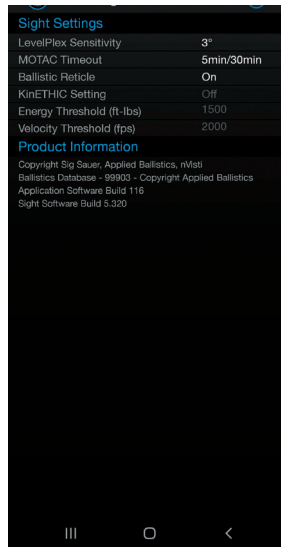 Sight Settings
LevelPlex Sensitivity 3°
MOTAC Timeout 5min/30min
Ballistic Reticle On
KinETHIC Setting Off
Energy Threshold (ft-lbs) 1500
Velocity Threshold (fps) 2000
Product Information
Copyright Sig Sauer, Applied Ballistics, nVisti
Ballistics Database - 99903 - Copyright Applied Ballistics
Application Software Build 116
Sight Software Build 5.320